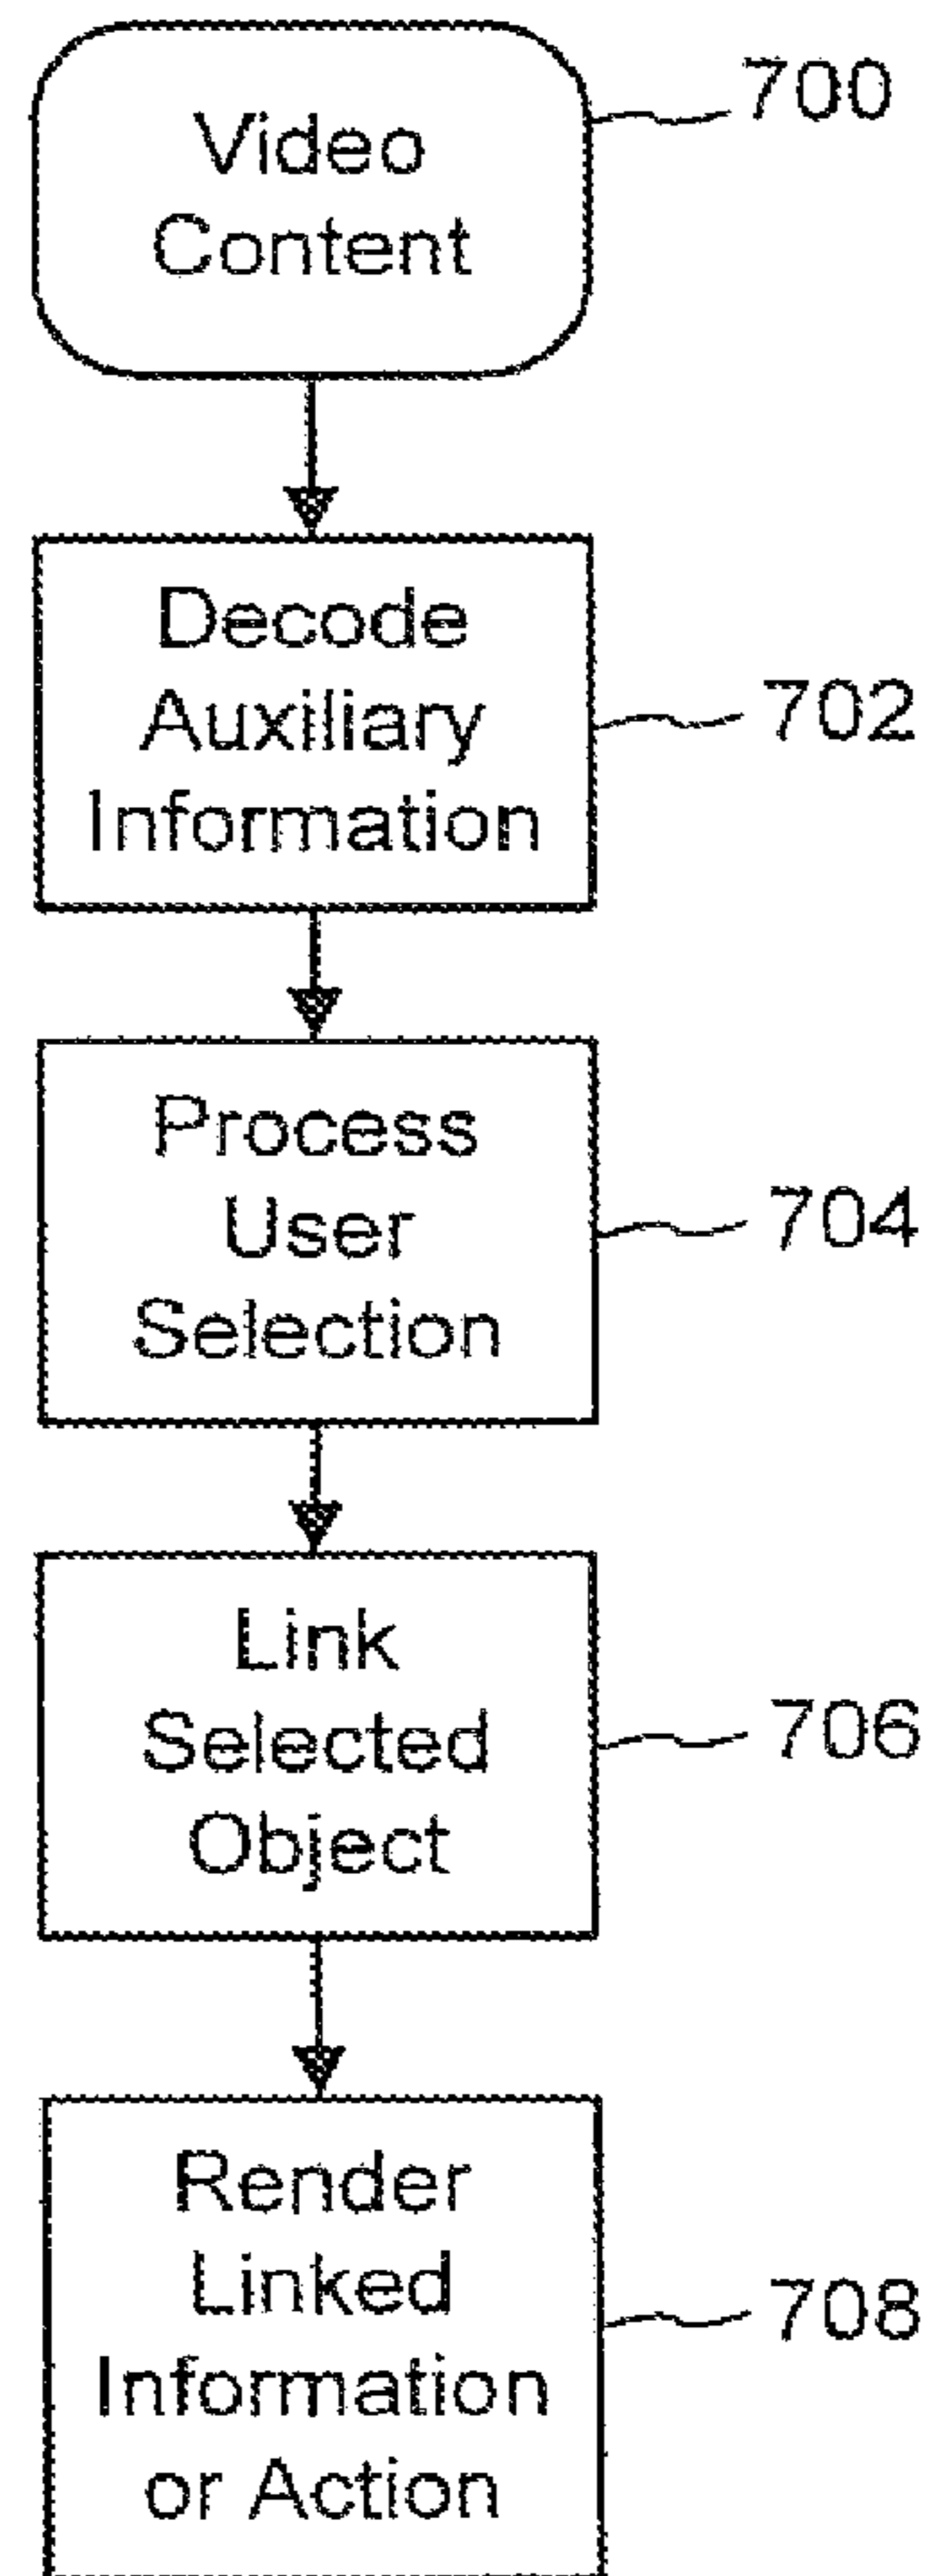 Video
Content
700
Decode
Auxiliary
Information
702
Process
User
Selection
704
Link
Selected
Object
706
Render
Linked
Information
or Action
708